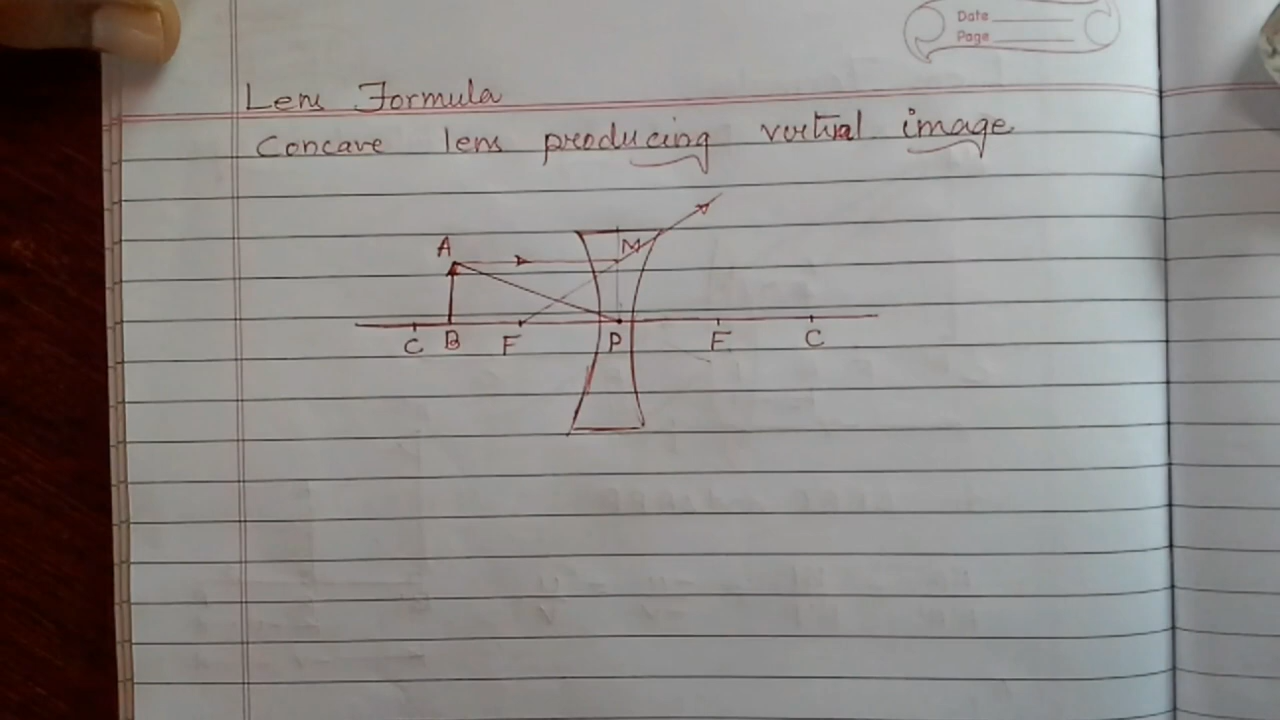 Date
Page
Lens Formula
Concave lens producing virtual image
A
M
C B F P F C